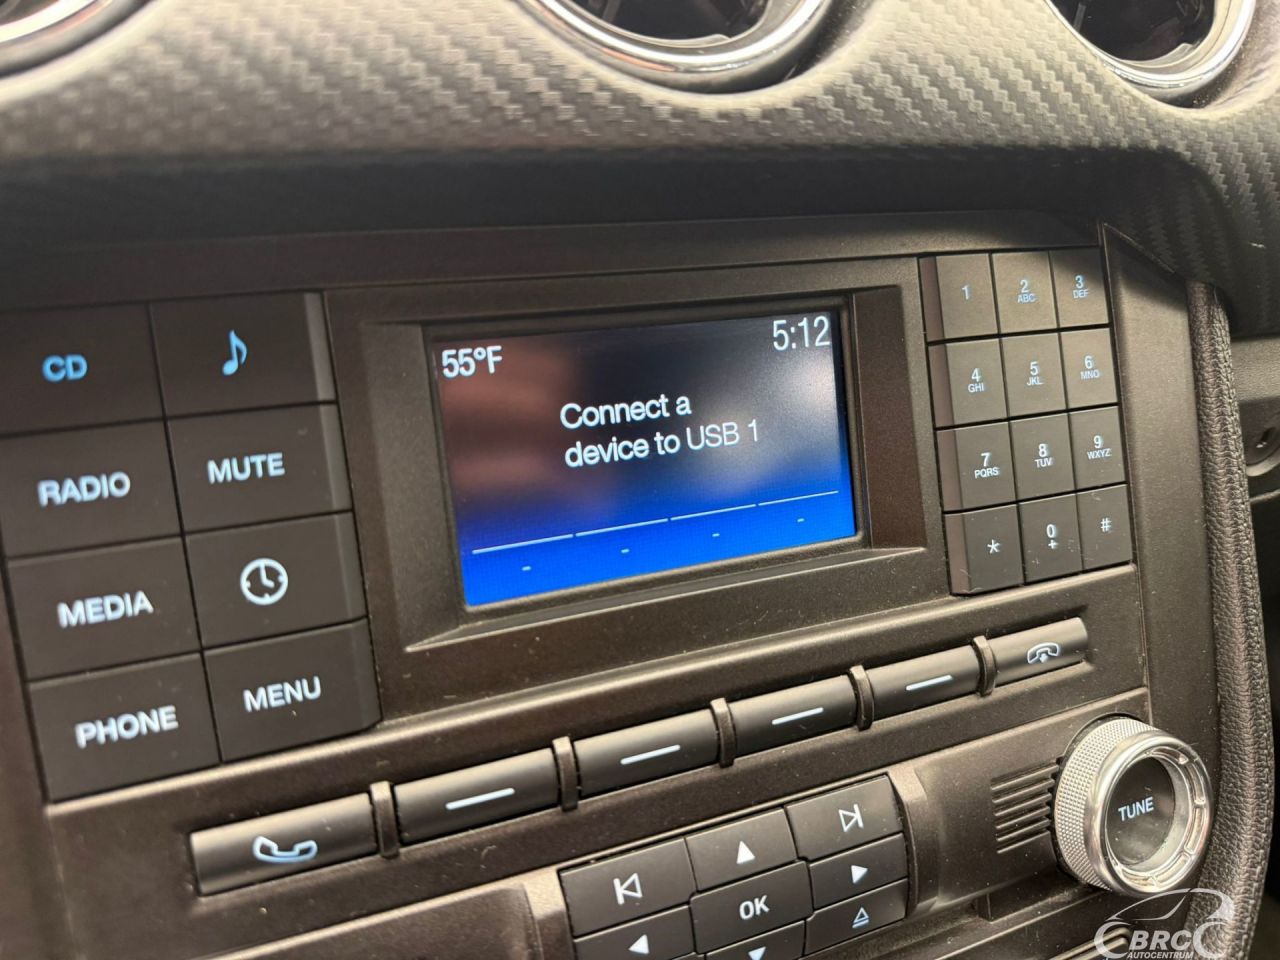 55°F
5:12
Connect a
device to USB 1
CD
RADIO
MUTE
MEDIA
PHONE
MENU
1
2
ABC
3
DEF
4
GHI
5
JKL
6
MNO
7
PQRS
8
TUV
9
WXYZ
*
0
+
#
OK
TUNE
BRC
AUTOCENTRUM